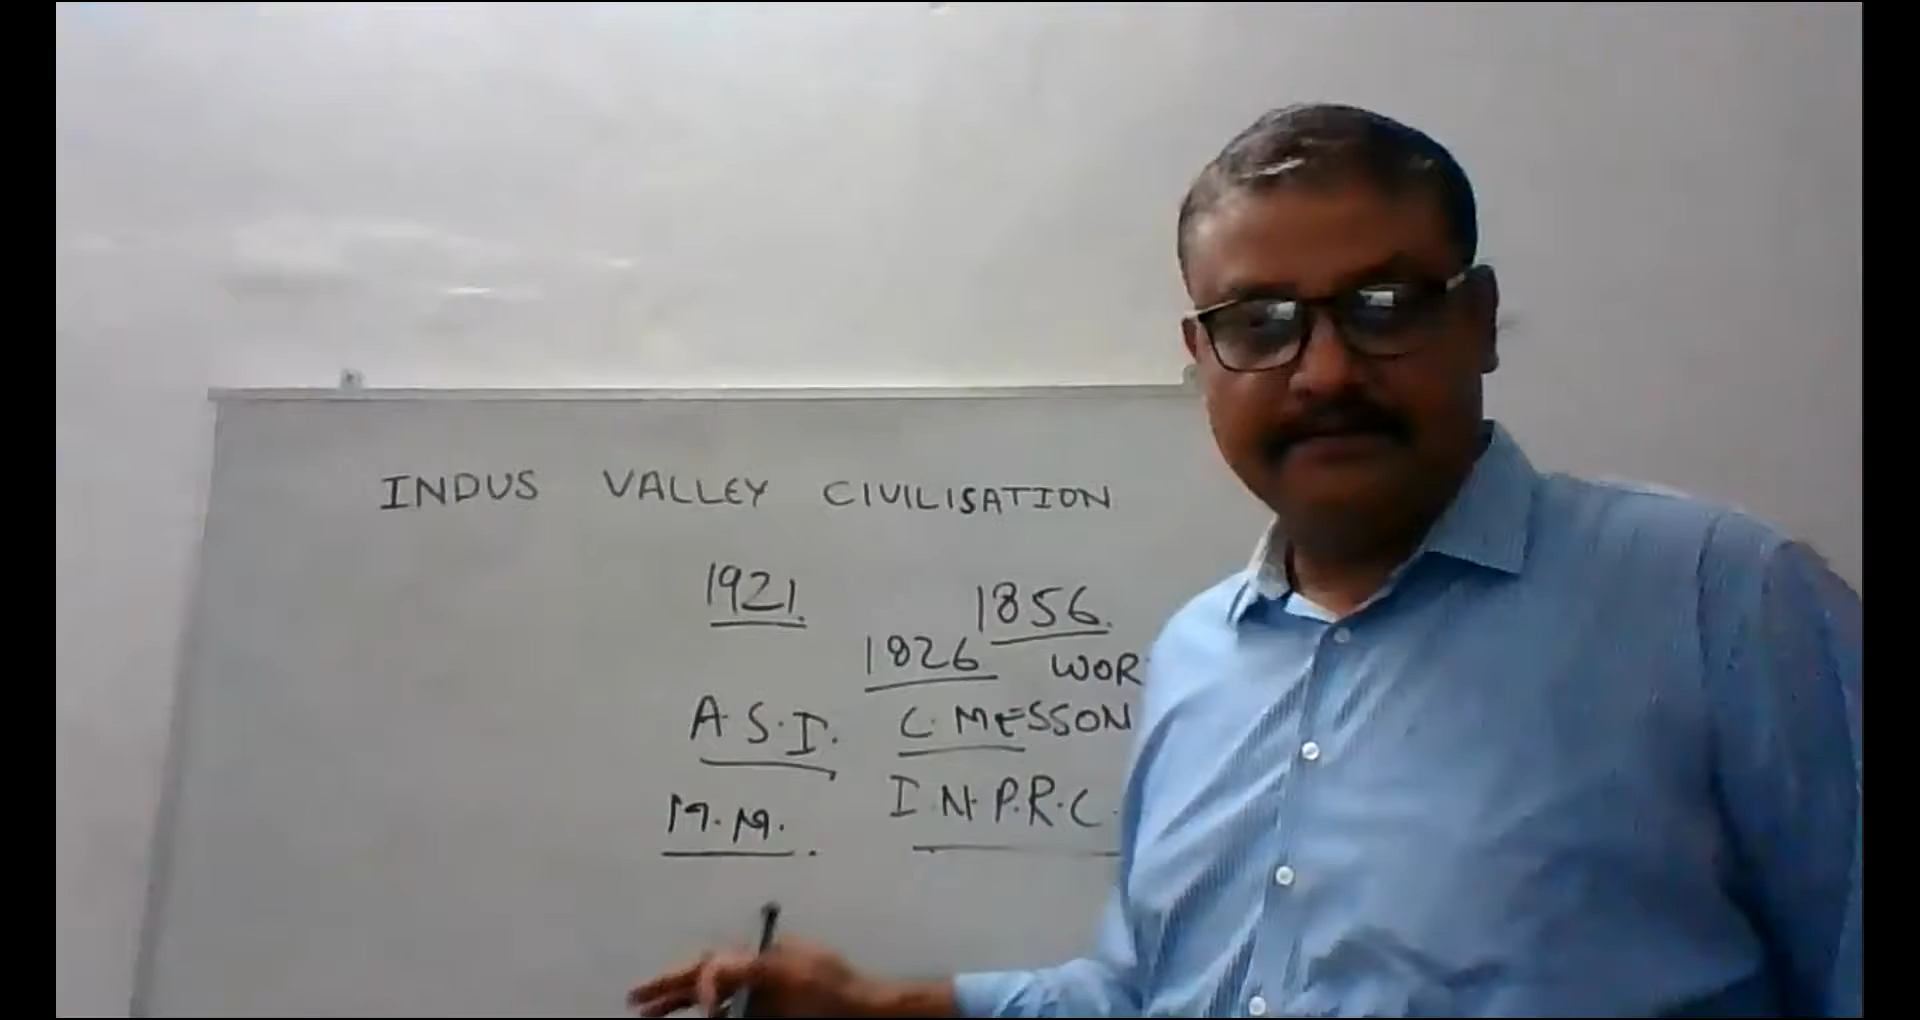 INDUS VALLEY CIVILISATION
1921. 1856.
1826 WOR
A.S.I. C.MESSON
M.M. I.N.P.R.C.